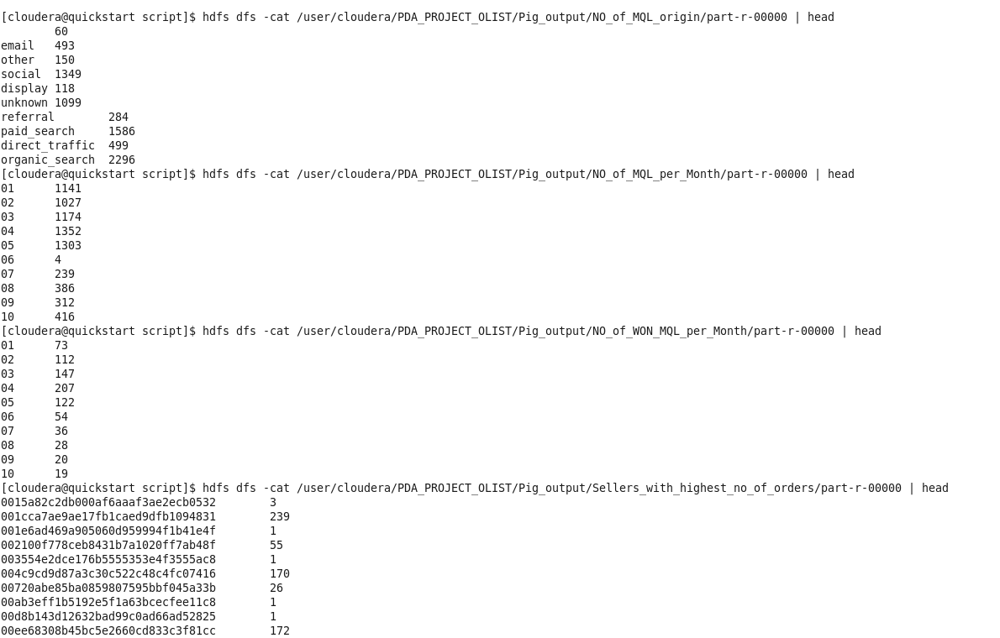 [cloudera@quickstart script]$ hdfs dfs -cat /user/cloudera/PDA_PROJECT_OLIST/Pig_output/NO_of_MQL_origin/part-r-00000 | head
60
email 493
other 150
social 1349
display 118
unknown 1099
referral 284
paid_search 1586
direct_traffic 499
organic_search 2296
[cloudera@quickstart script]$ hdfs dfs -cat /user/cloudera/PDA_PROJECT_OLIST/Pig_output/NO_of_MQL_per_Month/part-r-00000 | head
01 1141
02 1027
03 1174
04 1352
05 1303
06 4
07 239
08 386
09 312
10 416
[cloudera@quickstart script]$ hdfs dfs -cat /user/cloudera/PDA_PROJECT_OLIST/Pig_output/NO_of_WON_MQL_per_Month/part-r-00000 | head
01 73
02 112
03 147
04 207
05 122
06 54
07 36
08 28
09 20
10 19
[cloudera@quickstart script]$ hdfs dfs -cat /user/cloudera/PDA_PROJECT_OLIST/Pig_output/Sellers_with_highest_no_of_orders/part-r-00000 | head
0015a82c2db000af6aaaf3ae2ecb0532 3
001cca7ae9ae17fb1caed9dfb1094831 239
001e6ad469a905060d959994f1b41e4f 1
002100f778ceb8431b7a1020ff7ab48f 55
003554e2dce176b5555353e4f3555ac8 1
004c9cd9d87a3c30c522c48c4fc07416 170
00720abe85ba0859807595bbf045a33b 26
00ab3eff1b5192e5f1a63bcecfee11c8 1
00d8b143d12632bad99c0ad66ad52825 1
00ee68308b45bc5e2660cd833c3f81cc 172